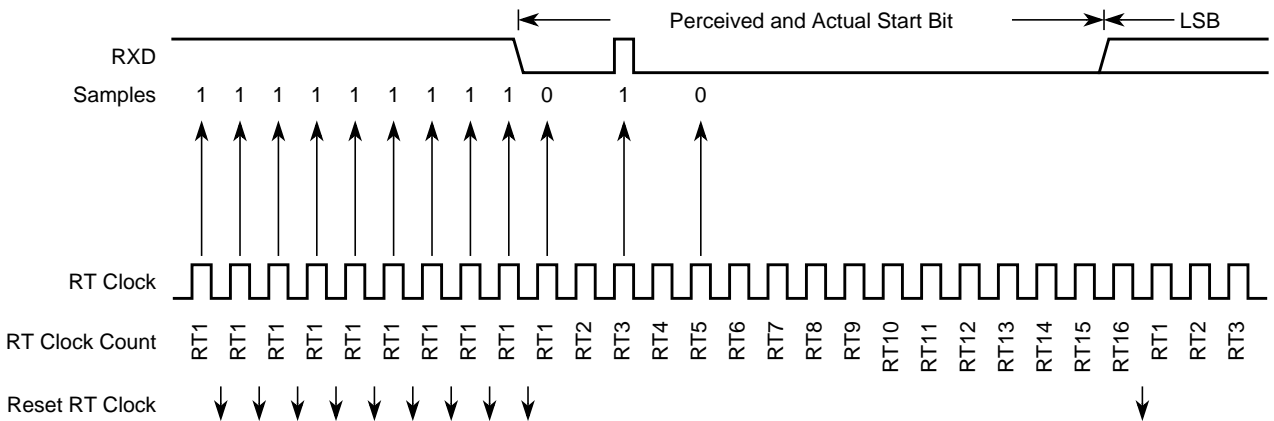 Perceived and Actual Start Bit LSB
RXD
Samples 1 1 1 1 1 1 1 1 1 0 1 0
RT Clock
RT Clock Count RT1 RT1 RT1 RT1 RT1 RT1 RT1 RT1 RT1 RT1 RT2 RT3 RT4 RT5 RT6 RT7 RT8 RT9 RT10 RT11 RT12 RT13 RT14 RT15 RT16 RT1 RT2 RT3
Reset RT Clock